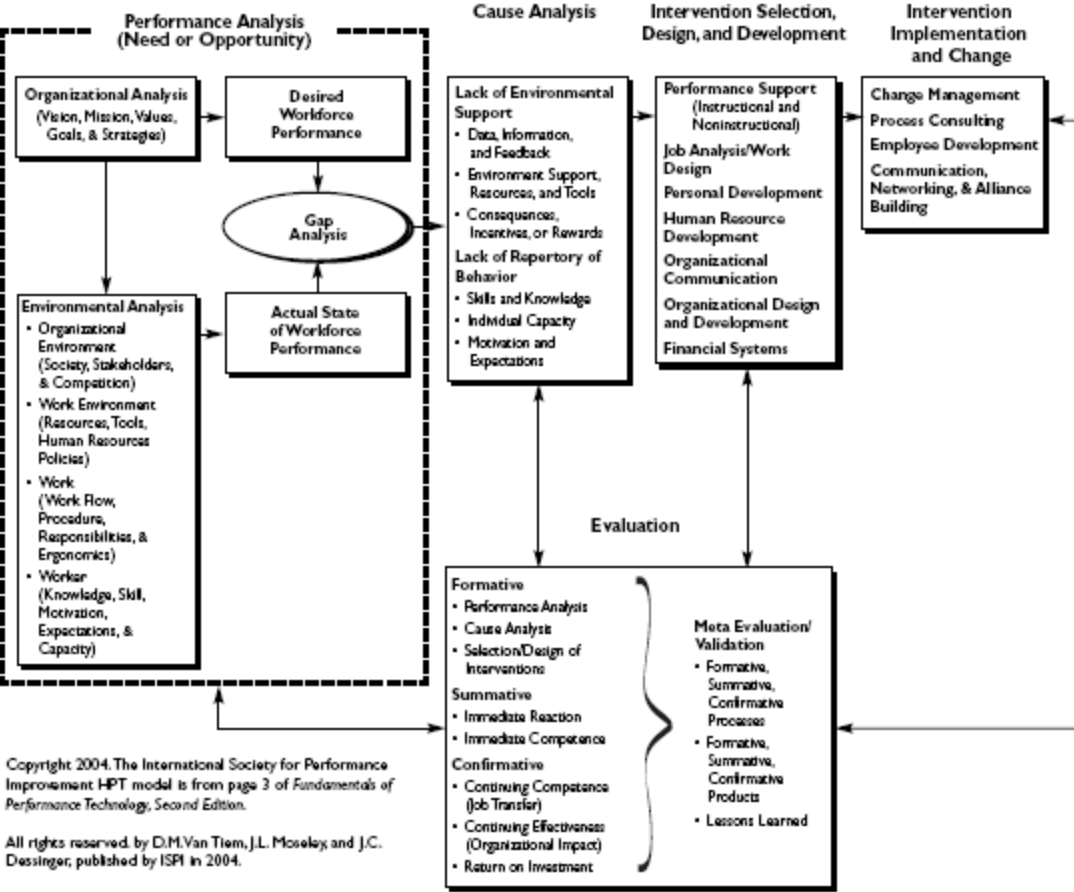 Performance Analysis
(Need or Opportunity)
Organizational Analysis
(Vision, Mission, Values,
Goals, & Strategies)
Desired
Workforce
Performance
Gap
Analysis
Environmental Analysis
• Organizational
Environment
(Society, Stakeholders,
& Competition)
• Work Environment
(Resources, Tools,
Human Resources
Policies)
• Work
(Work Flow,
Procedure,
Responsibilities, &
Ergonomics)
• Worker
(Knowledge, Skill,
Motivation,
Expectations, &
Capacity)
Actual State
of Workforce
Performance
Cause Analysis
Lack of Environmental
Support
• Data, Information,
and Feedback
• Environment Support,
Resources, and Tools
• Consequences,
Incentives, or Rewards
Lack of Repertory of
Behavior
• Skills and Knowledge
• Individual Capacity
• Motivation and
Expectations
Intervention Selection,
Design, and Development
Performance Support
(Instructional and
Noninstructional)
Job Analysis/Work
Design
Personal Development
Human Resource
Development
Organizational
Communication
Organizational Design
and Development
Financial Systems
Intervention
Implementation
and Change
Change Management
Process Consulting
Employee Development
Communication,
Networking, & Alliance
Building
Evaluation
Formative
• Performance Analysis
• Cause Analysis
• Selection/Design of
Interventions
Summative
• Immediate Reaction
• Immediate Competence
Confirmative
• Continuing Competence
(Job Transfer)
• Continuing Effectiveness
(Organizational Impact)
• Return on Investment
Meta Evaluation/
Validation
• Formative,
Summative,
Confirmative
Processes
• Formative,
Summative,
Confirmative
Products
• Lessons Learned
Copyright 2004. The International Society for Performance
Improvement HPT model is from page 3 of Fundamentals of
Performance Technology, Second Edition.
All rights reserved. by D.M. Van Tiem, J.L. Moseley, and J.C.
Dessinger, published by ISPI in 2004.